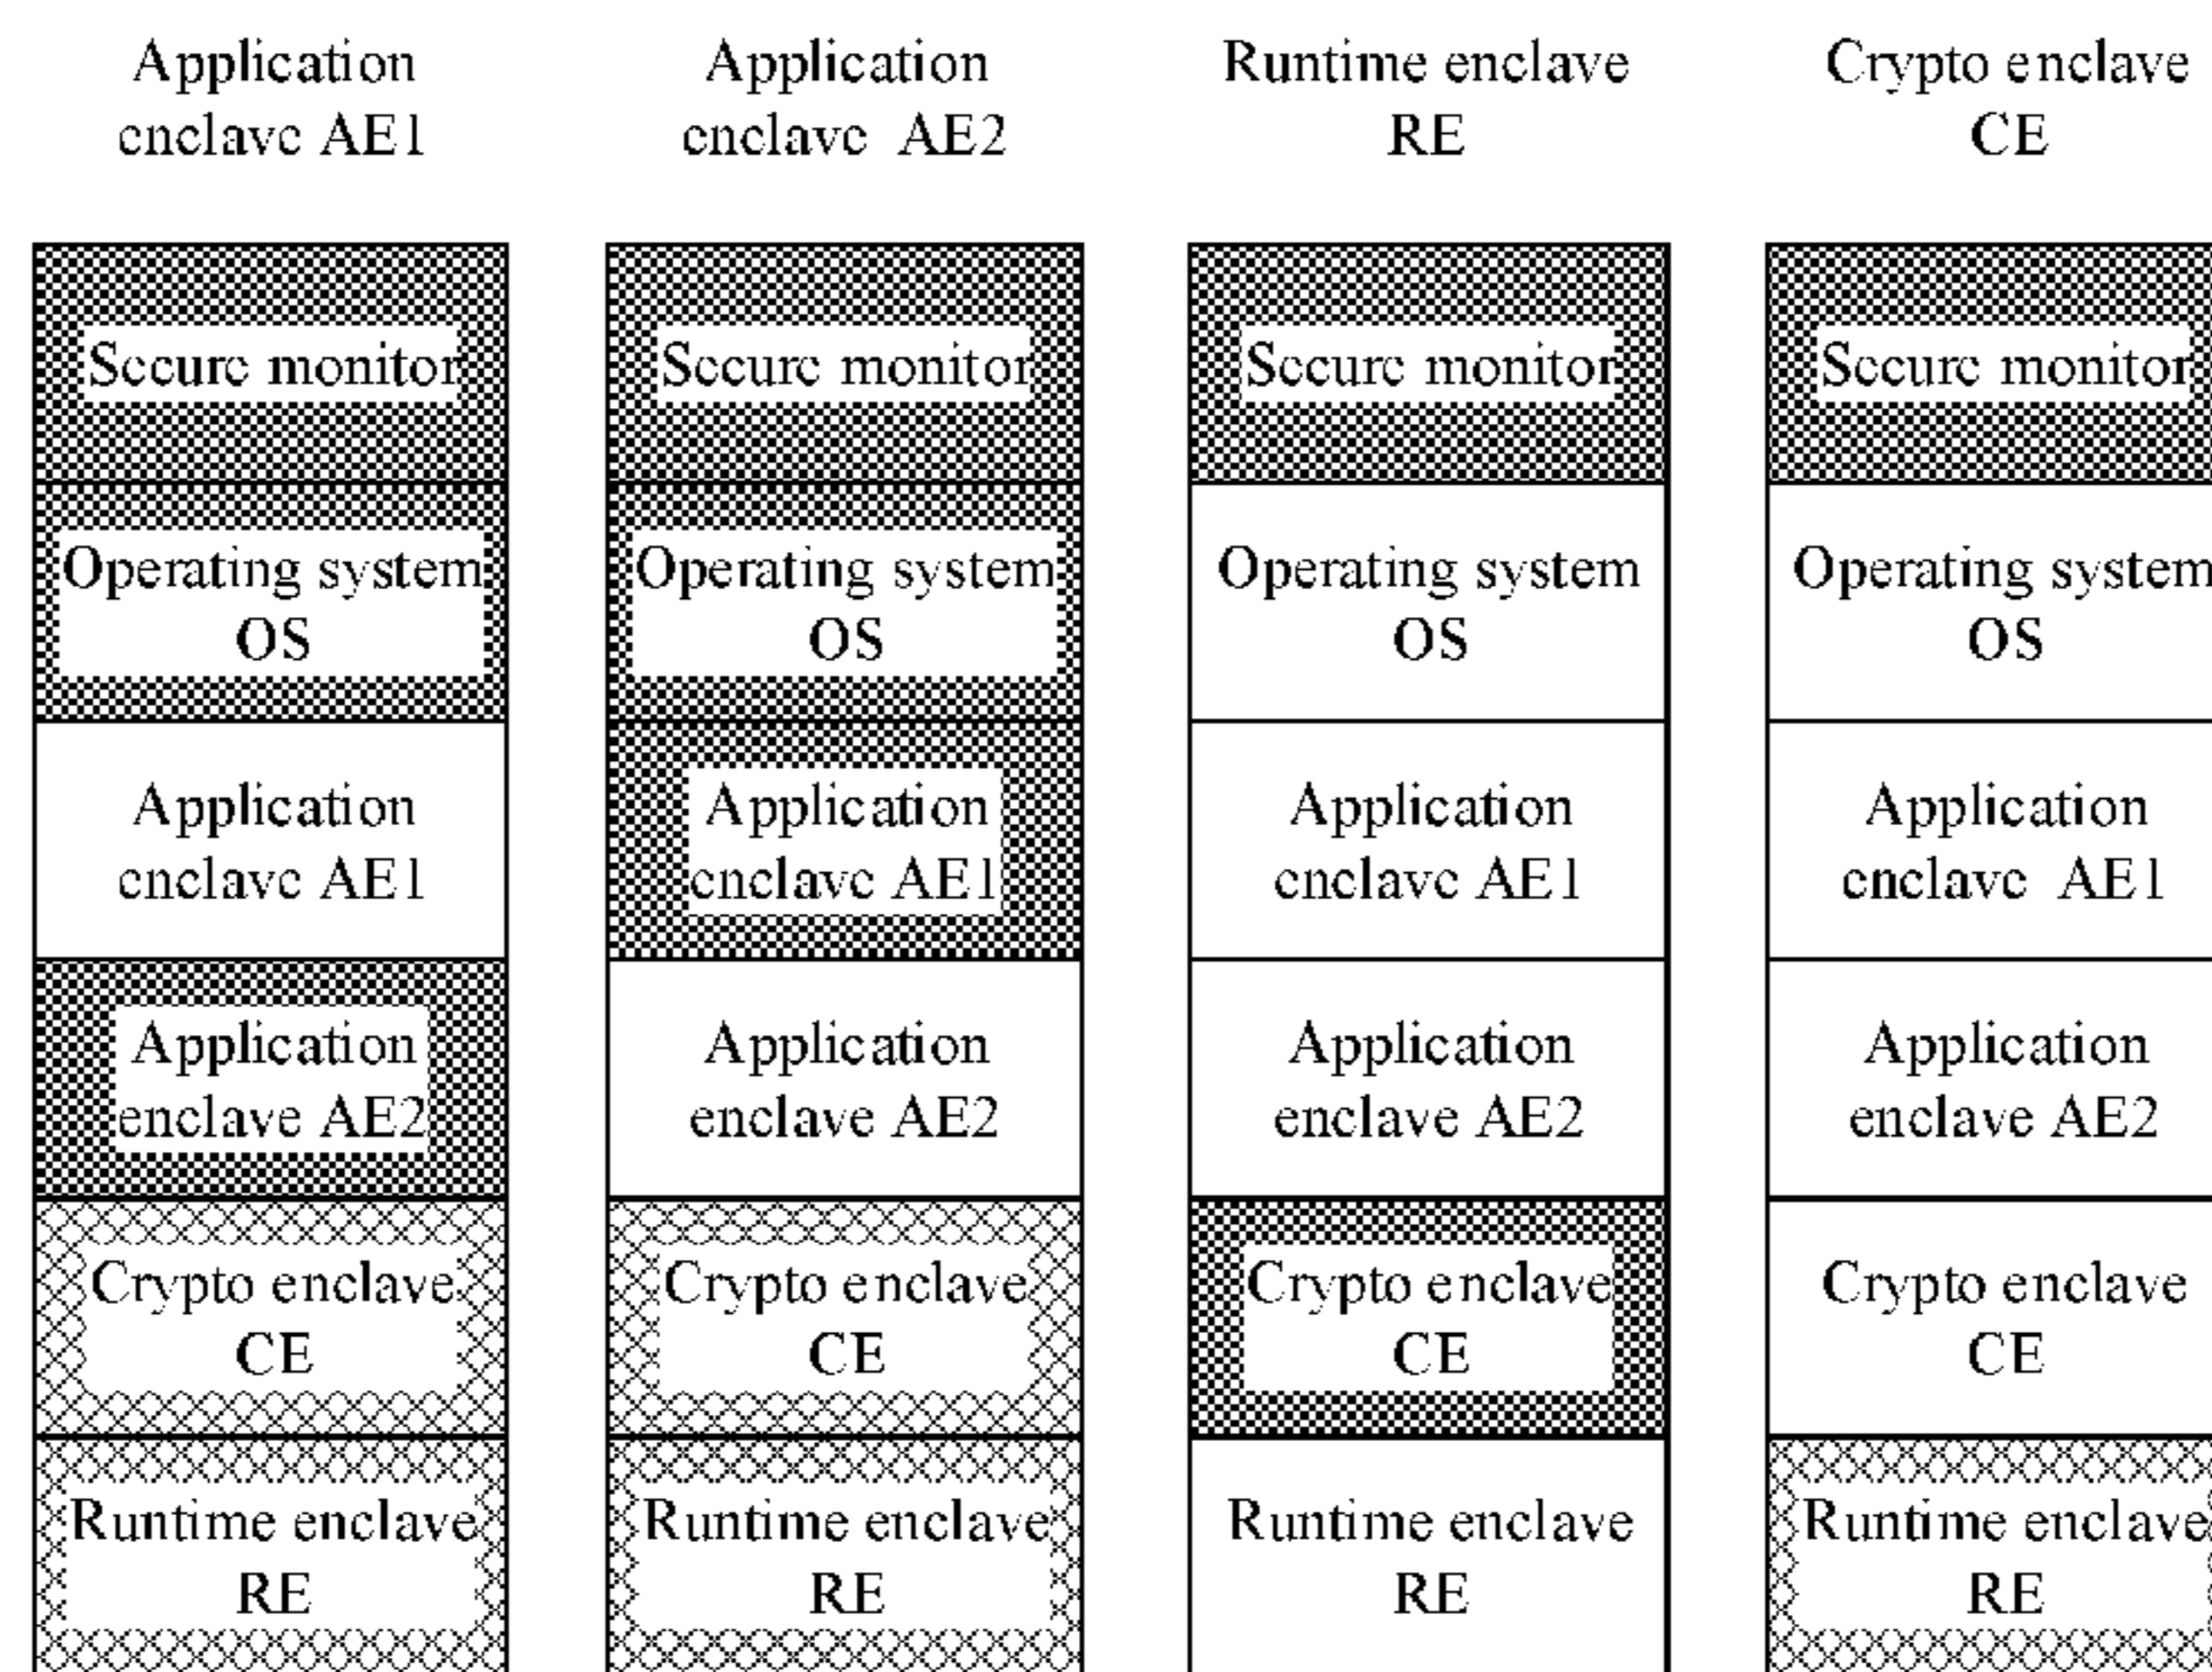 Application
enclave AE1
Application
enclave AE2
Runtime enclave
RE
Crypto enclave
CE
Secure monitor
Operating system
OS
Application
enclave AE1
Application
enclave AE2
Crypto enclave
CE
Runtime enclave
RE
Secure monitor
Operating system
OS
Application
enclave AE1
Application
enclave AE2
Crypto enclave
CE
Runtime enclave
RE
Secure monitor
Operating system
OS
Application
enclave AE1
Application
enclave AE2
Crypto enclave
CE
Runtime enclave
RE
Secure monitor
Operating system
OS
Application
enclave AE1
Application
enclave AE2
Crypto enclave
CE
Runtime enclave
RE